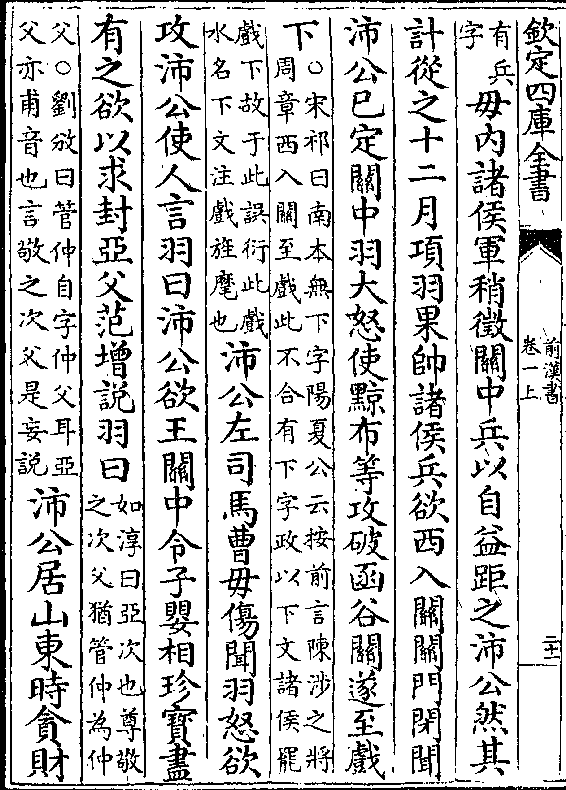 欽定四庫全書
前漢書
卷一上
二十一
有兵
字
毋内諸侯軍稍徵關中兵以自益距之沛公然其
計從之十二月項羽果帥諸侯兵欲西入關關門閉聞
沛公已定關中羽大怒使黥布等攻破函谷關遂至戲
下
○宋祁曰南本無下字陽夏公云按前言陳涉之將
周章西入關至戲此不合有下字政以下文諸侯罷
戲下故于此誤衍此戲
水名下文注戲旌麾也
沛公左司馬曹毋傷聞羽怒欲
攻沛公使人言羽曰沛公欲王關中令子嬰相珍寶盡
有之欲以求封亞父范增說羽曰
如淳曰亞次也尊敬
之次父猶管仲為仲
父○劉攽曰管仲自字仲父耳亞
父亦甫音也言敬之次父是妄說
沛公居山東時貪財